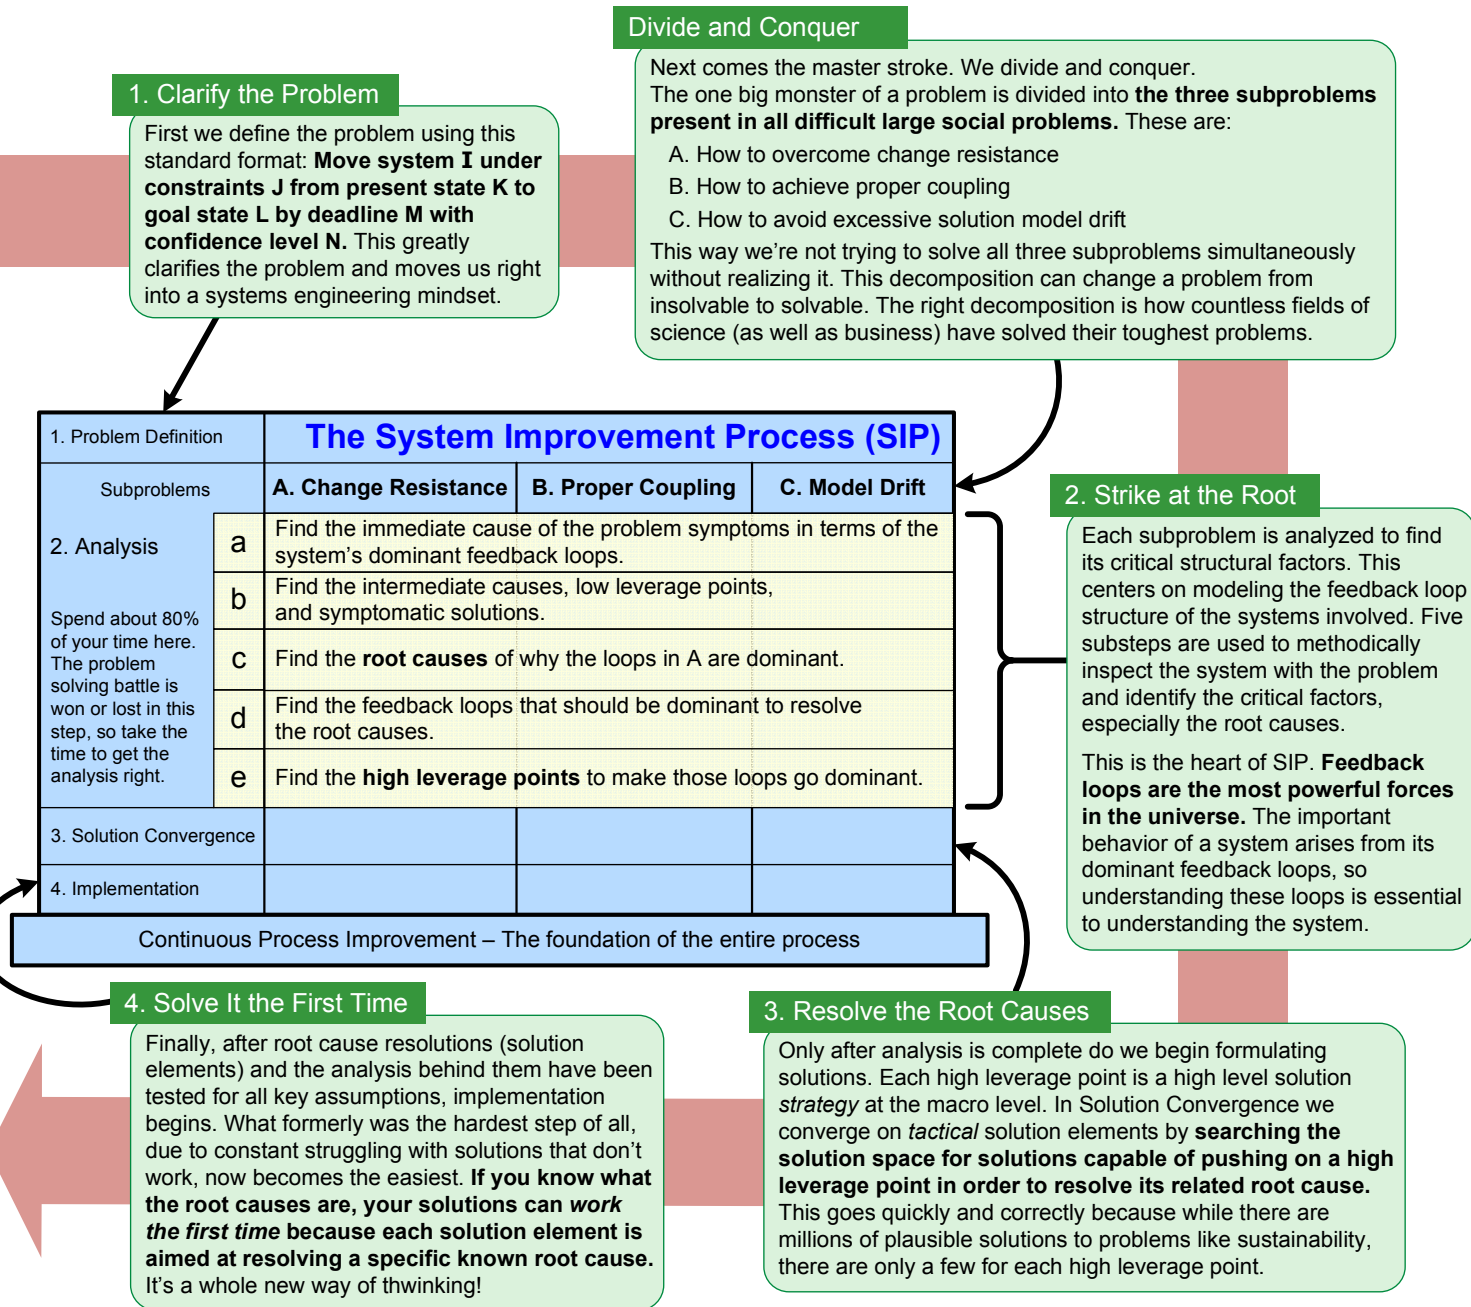 1. Clarify the Problem
First we define the problem using this
standard format: Move system I under
constraints J from present state K to
goal state L by deadline M with
confidence level N. This greatly
clarifies the problem and moves us right
into a systems engineering mindset.
Divide and Conquer
Next comes the master stroke. We divide and conquer.
The one big monster of a problem is divided into the three subproblems
present in all difficult large social problems. These are:
A. How to overcome change resistance
B. How to achieve proper coupling
C. How to avoid excessive solution model drift
This way we're not trying to solve all three subproblems simultaneously
without realizing it. This decomposition can change a problem from
insolvable to solvable. The right decomposition is how countless fields of
science (as well as business) have solved their toughest problems.
1. Problem Definition
The System Improvement Process (SIP)
Subproblems
A. Change Resistance
B. Proper Coupling
C. Model Drift
2. Analysis
Spend about 80%
of your time here.
The problem
solving battle is
won or lost in this
step, so take the
time to get the
analysis right.
a
Find the immediate cause of the problem symptoms in terms of the
system's dominant feedback loops.
b
Find the intermediate causes, low leverage points,
and symptomatic solutions.
c
Find the root causes of why the loops in A are dominant.
d
Find the feedback loops that should be dominant to resolve
the root causes.
e
Find the high leverage points to make those loops go dominant.
3. Solution Convergence
4. Implementation
Continuous Process Improvement – The foundation of the entire process
2. Strike at the Root
Each subproblem is analyzed to find
its critical structural factors. This
centers on modeling the feedback loop
structure of the systems involved. Five
substeps are used to methodically
inspect the system with the problem
and identify the critical factors,
especially the root causes.
This is the heart of SIP. Feedback
loops are the most powerful forces
in the universe. The important
behavior of a system arises from its
dominant feedback loops, so
understanding these loops is essential
to understanding the system.
3. Resolve the Root Causes
Only after analysis is complete do we begin formulating
solutions. Each high leverage point is a high level solution
strategy at the macro level. In Solution Convergence we
converge on tactical solution elements by searching the
solution space for solutions capable of pushing on a high
leverage point in order to resolve its related root cause.
This goes quickly and correctly because while there are
millions of plausible solutions to problems like sustainability,
there are only a few for each high leverage point.
4. Solve It the First Time
Finally, after root cause resolutions (solution
elements) and the analysis behind them have been
tested for all key assumptions, implementation
begins. What formerly was the hardest step of all,
due to constant struggling with solutions that don't
work, now becomes the easiest. If you know what
the root causes are, your solutions can work
the first time because each solution element is
aimed at resolving a specific known root cause.
It's a whole new way of thwinking!